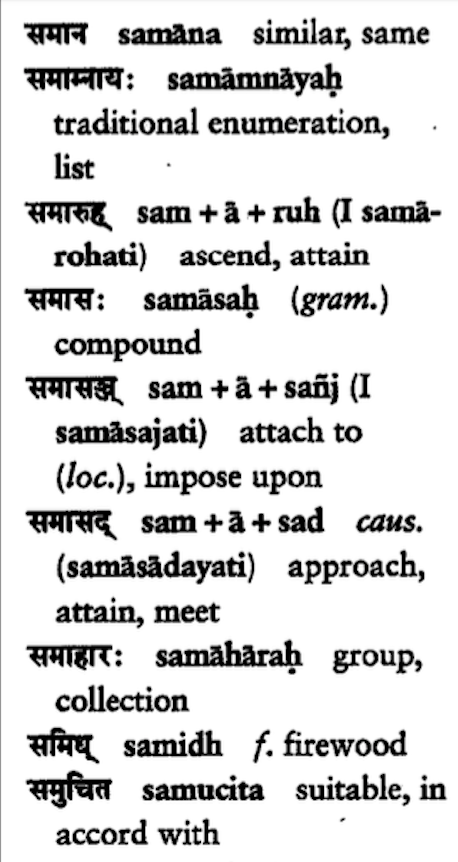 समान samāna similar, same
समाम्नायः samāmnāyaḥ
traditional enumeration,
list
समारुह् sam + ā + ruh (I samā-
rohati) ascend, attain
समासः samāsaḥ (gram.)
compound
समासञ्ज् sam + ā + sañj (I
samāsajati) attach to
(loc.), impose upon
समासद् sam + ā + sad caus.
(samāsādayati) approach,
attain, meet
समाहारः samāhāraḥ group,
collection
समिध् samidh f. firewood
समुचित samucita suitable, in
accord with